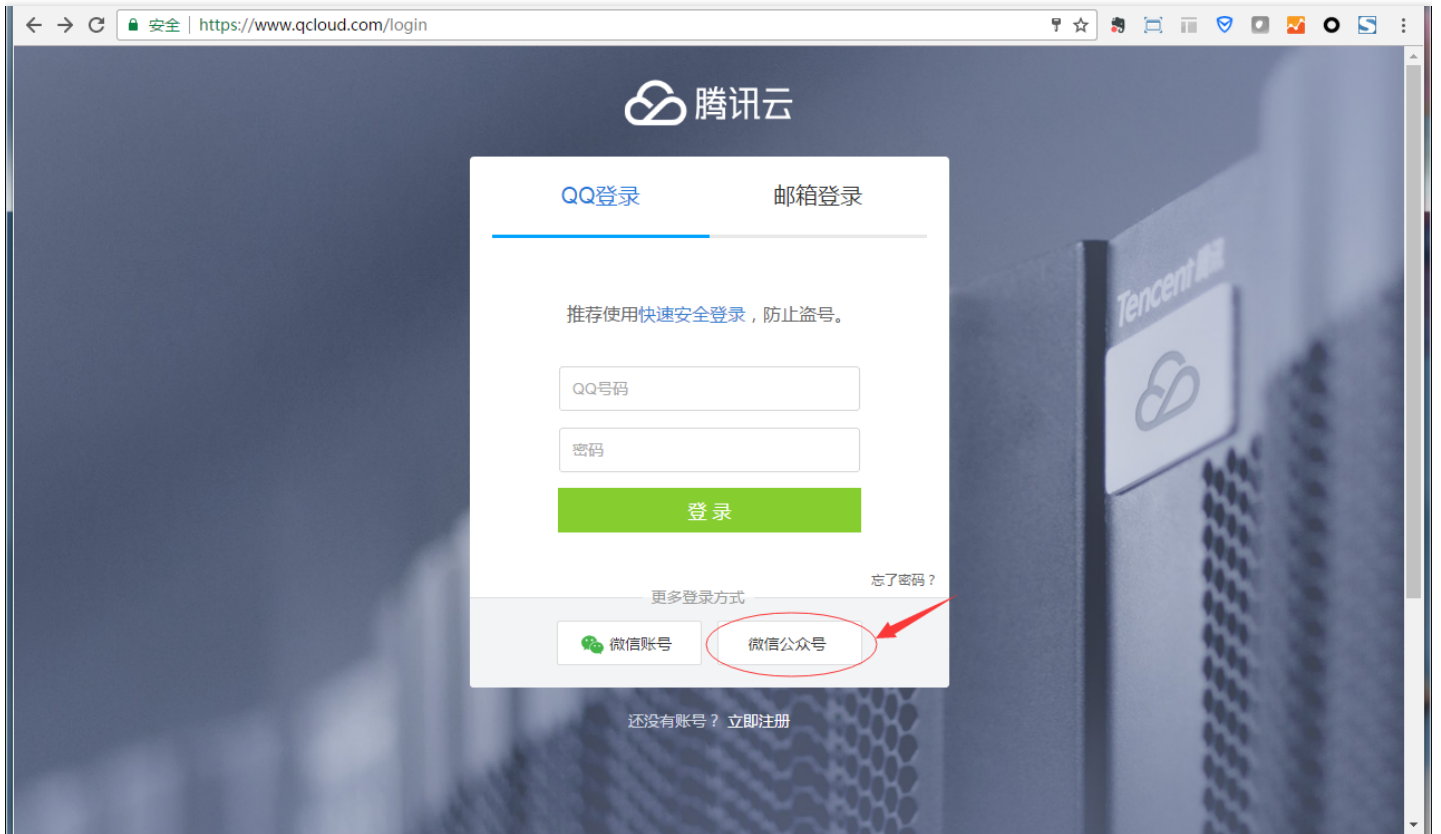 安全 | https://www.qcloud.com/login
腾讯云
QQ登录 邮箱登录
推荐使用快速安全登录，防止盗号。
QQ号码
密码
登 录
忘了密码？
更多登录方式
微信账号 微信公众号
还没有账号？ 立即注册
Tencent 腾讯